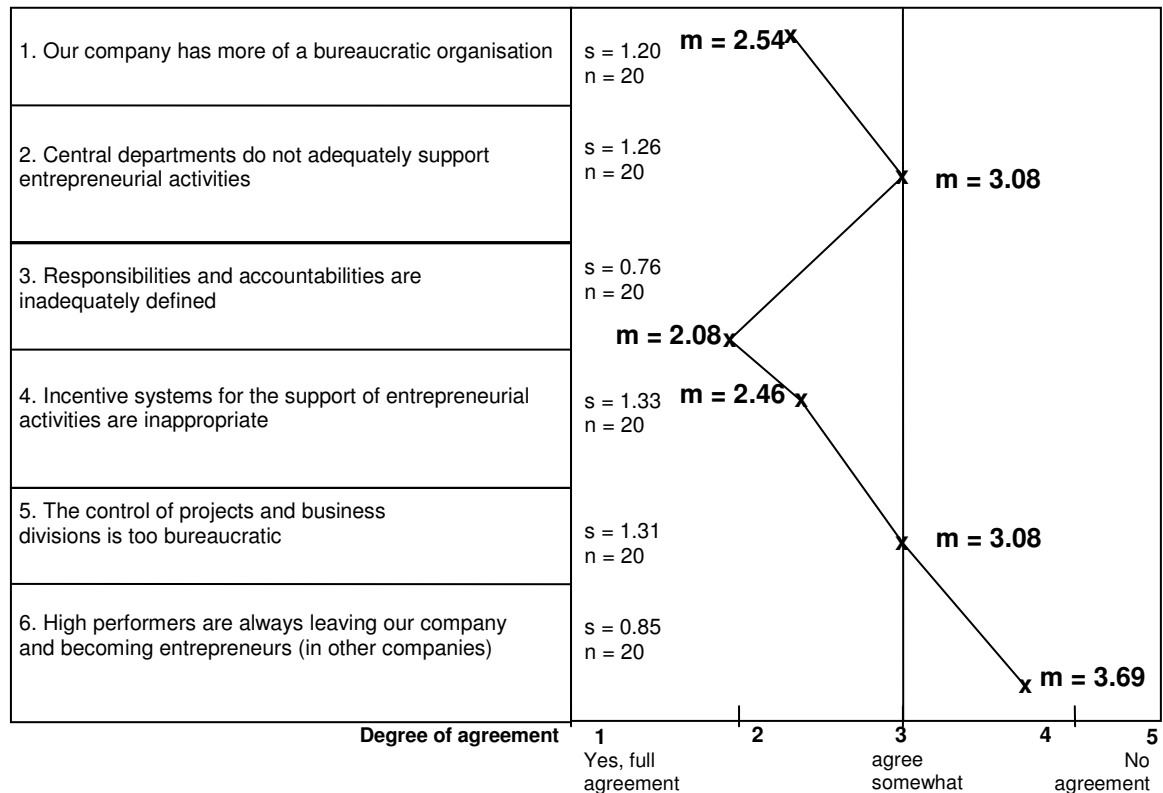 1. Our company has more of a bureaucratic organisation
s = 1.20
n = 20
m = 2.54
x
2. Central departments do not adequately support
entrepreneurial activities
s = 1.26
n = 20
x
m = 3.08
3. Responsibilities and accountabilities are
inadequately defined
s = 0.76
n = 20
m = 2.08
x
4. Incentive systems for the support of entrepreneurial
activities are inappropriate
s = 1.33
n = 20
m = 2.46
x
5. The control of projects and business
divisions is too bureaucratic
s = 1.31
n = 20
x
m = 3.08
6. High performers are always leaving our company
and becoming entrepreneurs (in other companies)
s = 0.85
n = 20
x
m = 3.69
Degree of agreement
1
2
3
4
5
Yes, full
agreement
agree
somewhat
No
agreement